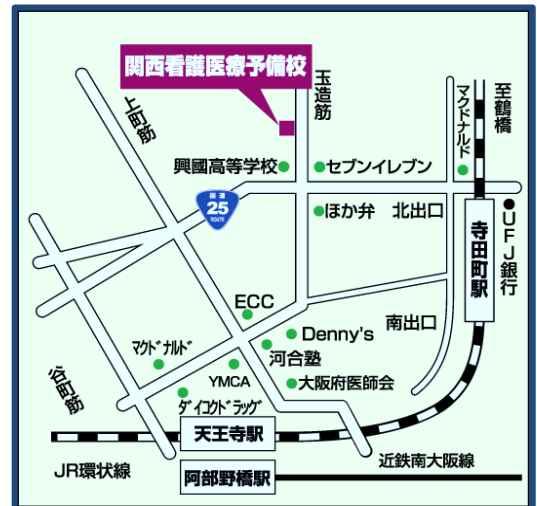 関西看護医療予備校
玉造筋
上町筋
マクドナルド
至鶴橋
興國高等学校
セブンイレブン
国道
25
ROUTE
ほか弁
北出口
UFJ銀行
寺田町駅
ECC
Denny's
南出口
マクドナルド
河合塾
谷町筋
YMCA
大阪府医師会
ダイコクドラッグ
天王寺駅
JR環状線
近鉄南大阪線
阿部野橋駅